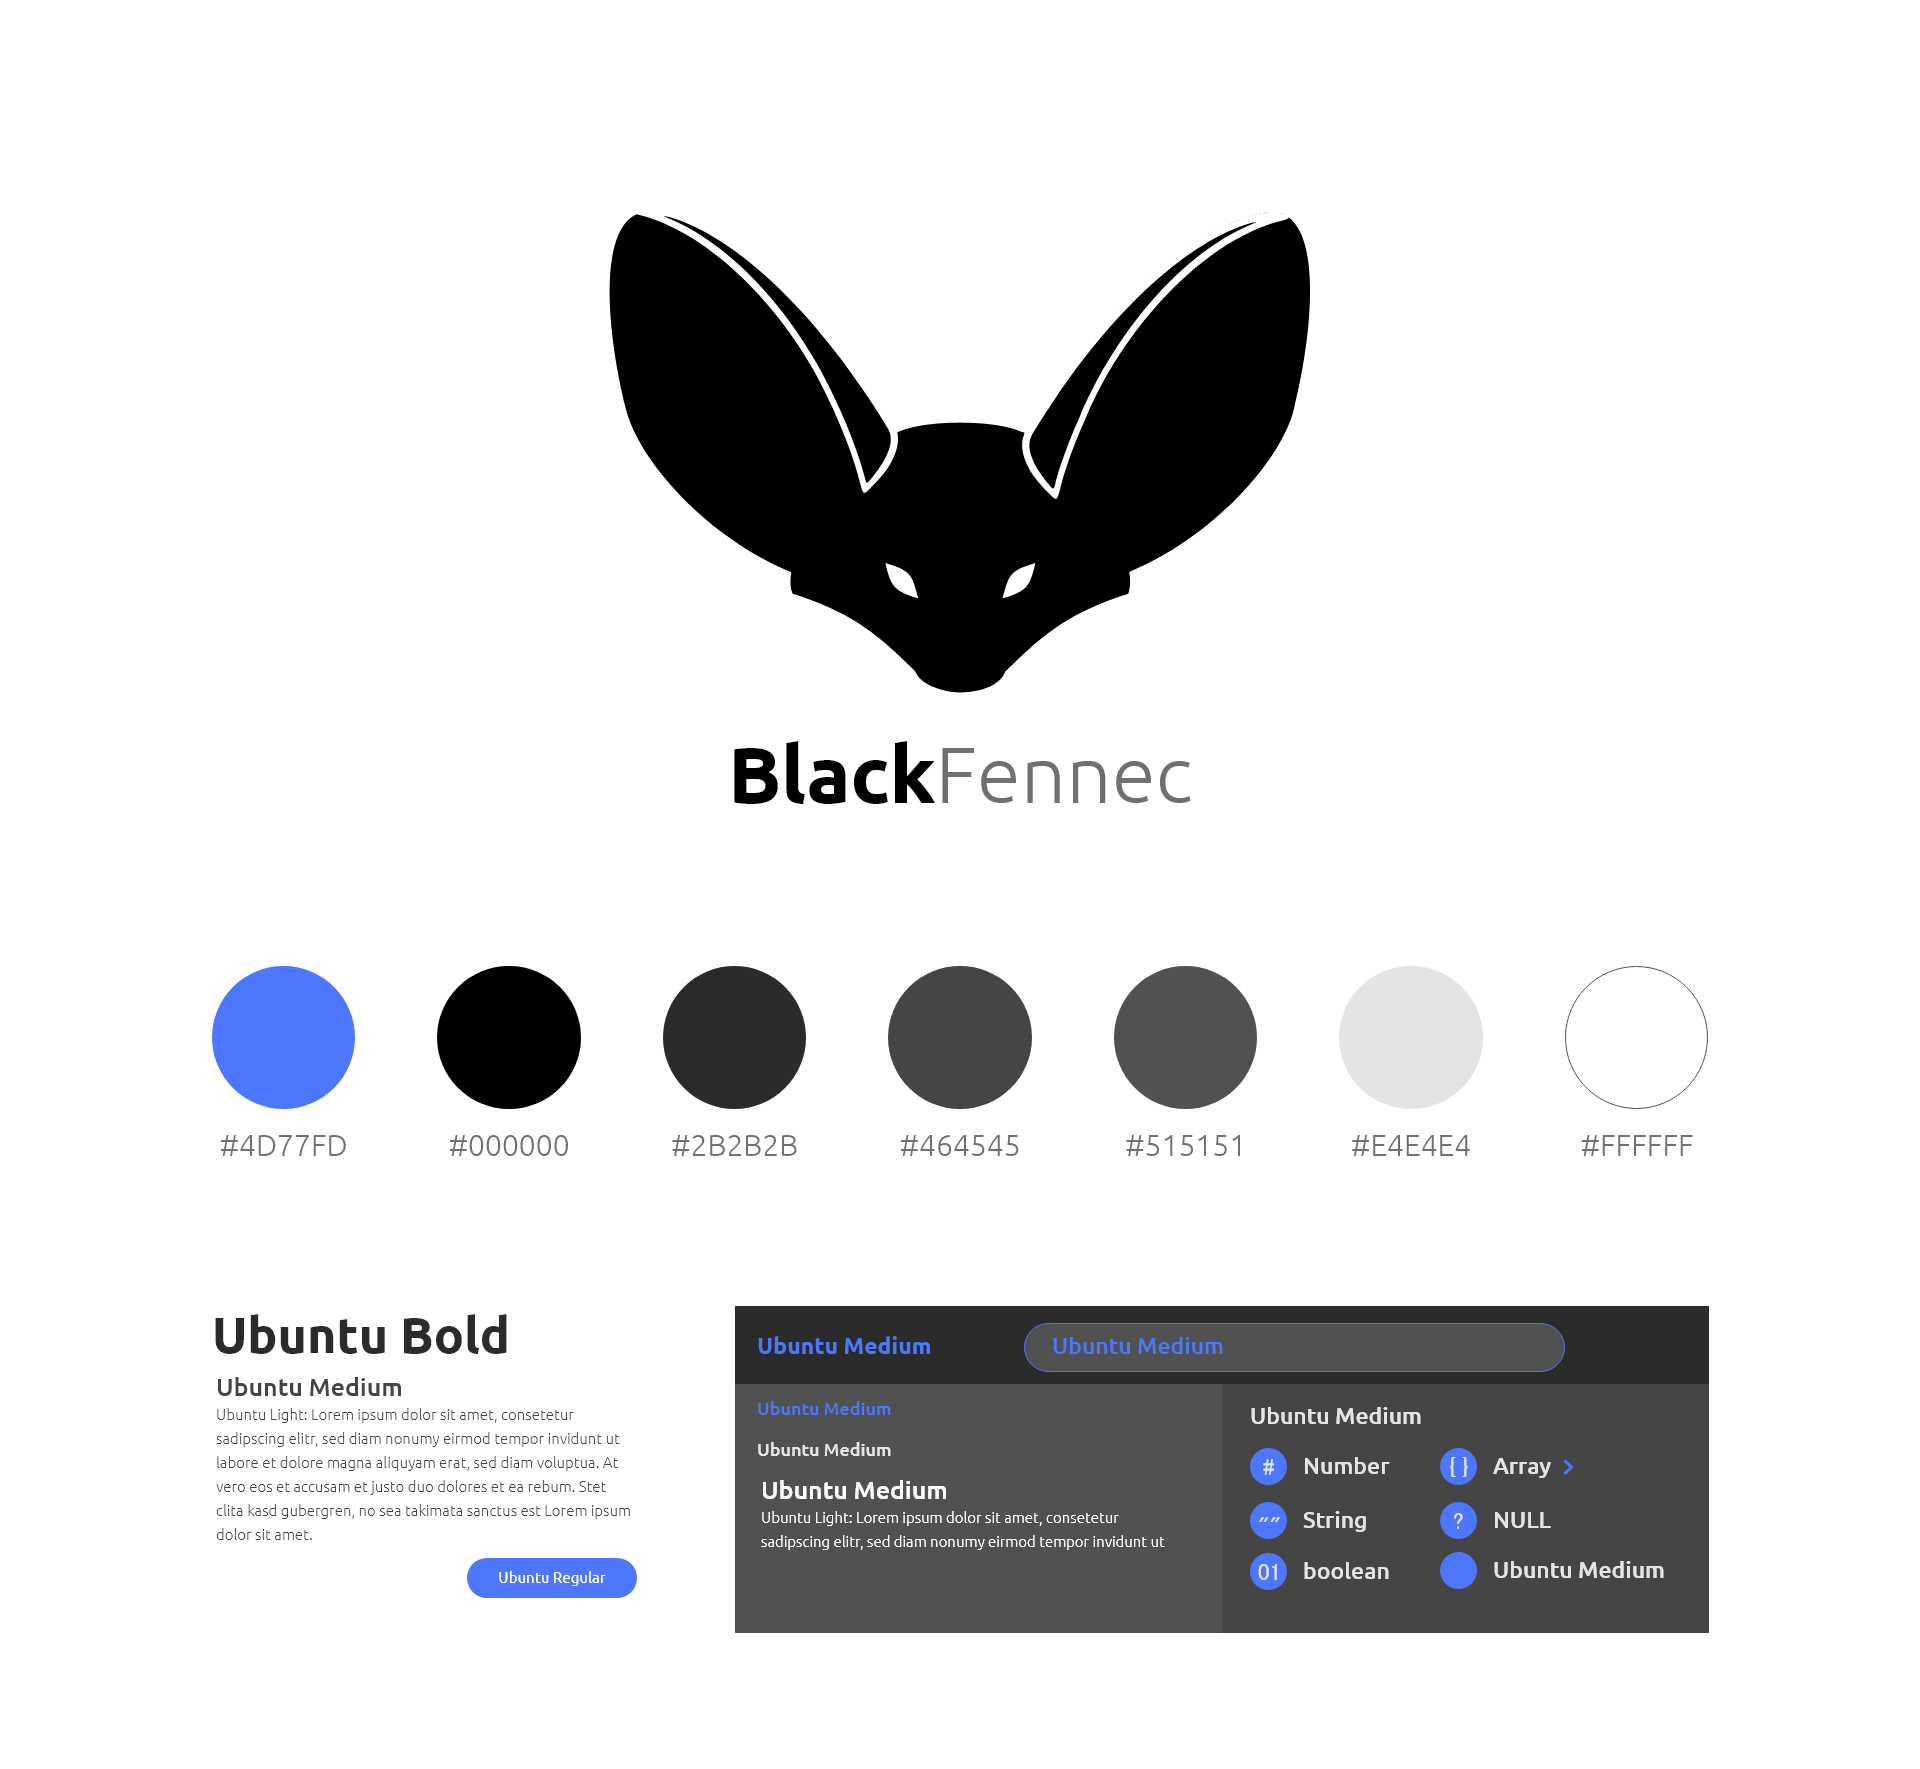 BlackFennec
#4D77FD
#000000
#2B2B2B
#464545
#515151
#E4E4E4
#FFFFFF
Ubuntu Bold
Ubuntu Medium
Ubuntu Light: Lorem ipsum dolor sit amet, consetetur
sadipscing elitr, sed diam nonumy eirmod tempor invidunt ut
labore et dolore magna aliquyam erat, sed diam voluptua. At
vero eos et accusam et justo duo dolores et ea rebum. Stet
clita kasd gubergren, no sea takimata sanctus est Lorem ipsum
dolor sit amet.
Ubuntu Regular
Ubuntu Medium
Ubuntu Medium
Ubuntu Medium
Ubuntu Medium
Ubuntu Medium
Ubuntu Light: Lorem ipsum dolor sit amet, consetetur
sadipscing elitr, sed diam nonumy eirmod tempor invidunt ut
Ubuntu Medium
# Number
{ } Array >
"" String
? NULL
01 boolean
Ubuntu Medium